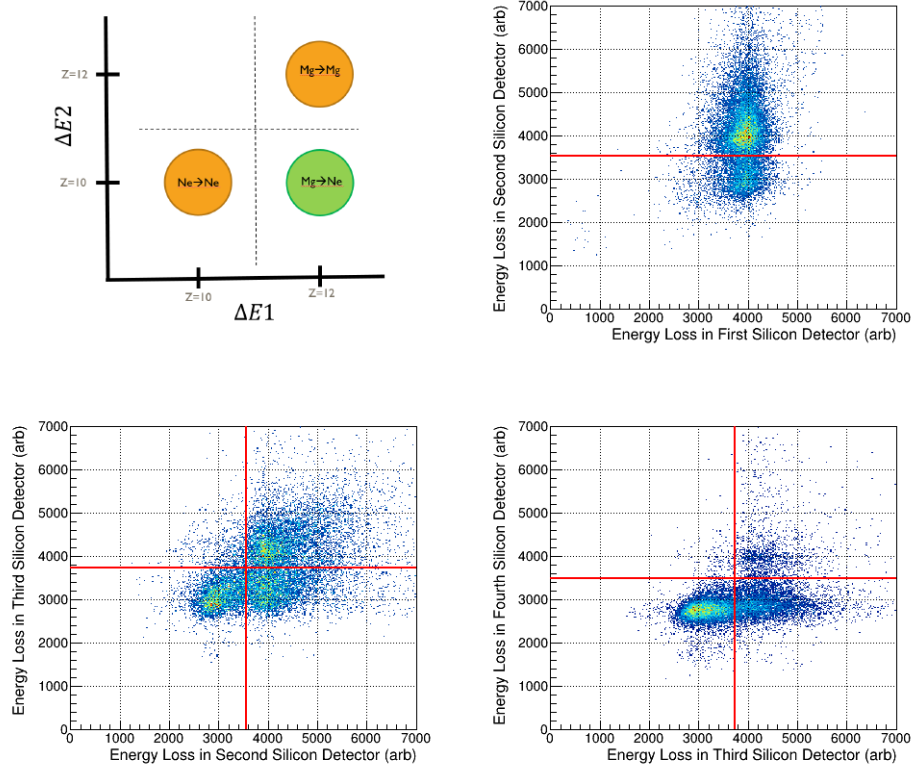 Z=12
Mg→Mg
ΔE2
Z=10
Ne→Ne
Mg→Ne
Z=10
Z=12
ΔE1
Energy Loss in Second Silicon Detector (arb)
7000
6000
5000
4000
3000
2000
1000
0
0 1000 2000 3000 4000 5000 6000 7000
Energy Loss in First Silicon Detector (arb)
Energy Loss in Third Silicon Detector (arb)
7000
6000
5000
4000
3000
2000
1000
0
0 1000 2000 3000 4000 5000 6000 7000
Energy Loss in Second Silicon Detector (arb)
Energy Loss in Fourth Silicon Detector (arb)
7000
6000
5000
4000
3000
2000
1000
0
0 1000 2000 3000 4000 5000 6000 7000
Energy Loss in Third Silicon Detector (arb)